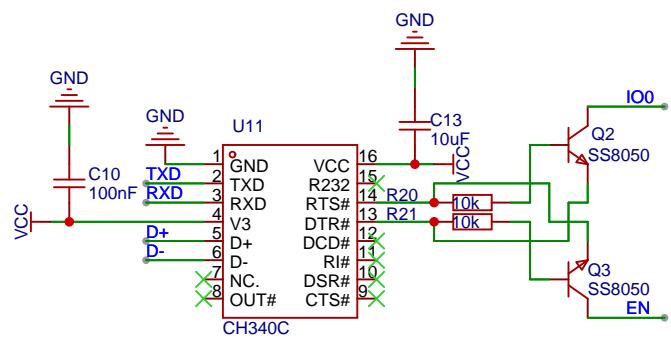 GND
GND
GND
C10
100nF
VCC
TXD
RXD
D+
D-
U11
1
GND
2
TXD
3
RXD
4
V3
5
D+
6
D-
7
NC.
8
OUT#
VCC
16
R232
15
RTS#
14
DTR#
13
DCD#
12
RI#
11
DSR#
10
CTS#
9
CH340C
C13
10uF
VCC
R20
10k
R21
10k
IO0
Q2
SS8050
Q3
SS8050
EN